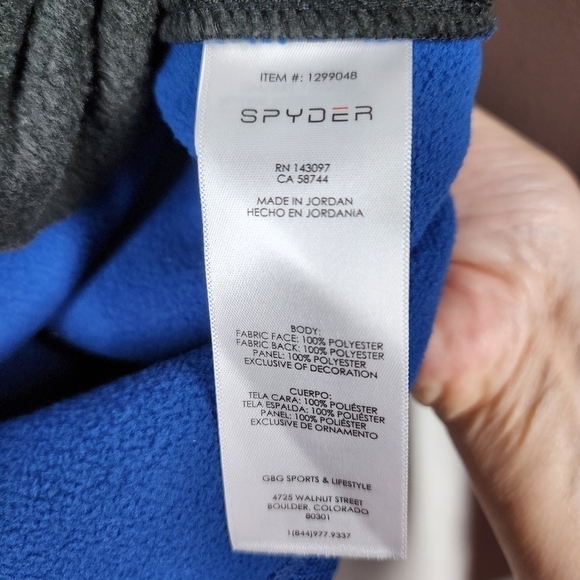 ITEM #: 1299048
SPYDER
RN 143097
CA 58744
MADE IN JORDAN
HECHO EN JORDANIA
BODY:
FABRIC FACE: 100% POLYESTER
FABRIC BACK: 100% POLYESTER
PANEL: 100% POLYESTER
EXCLUSIVE OF DECORATION
CUERPO:
TELA CARA: 100% POLIÉSTER
TELA ESPALDA: 100% POLIÉSTER
PANEL: 100% POLIÉSTER
EXCLUSIVE DE ORNAMENTO
GBG SPORTS & LIFESTYLE
4725 WALNUT STREET
BOULDER, COLORADO
80301
1(844)977.9337